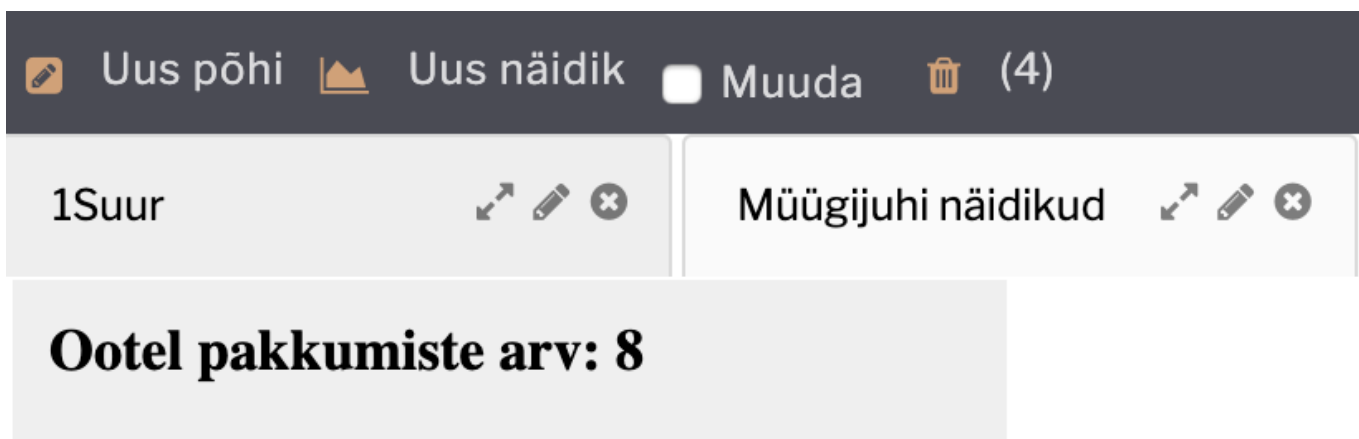 Uus põhi Uus näidik Muuda (4)
1Suur Müügijuhi näidikud
Ootel pakkumiste arv: 8